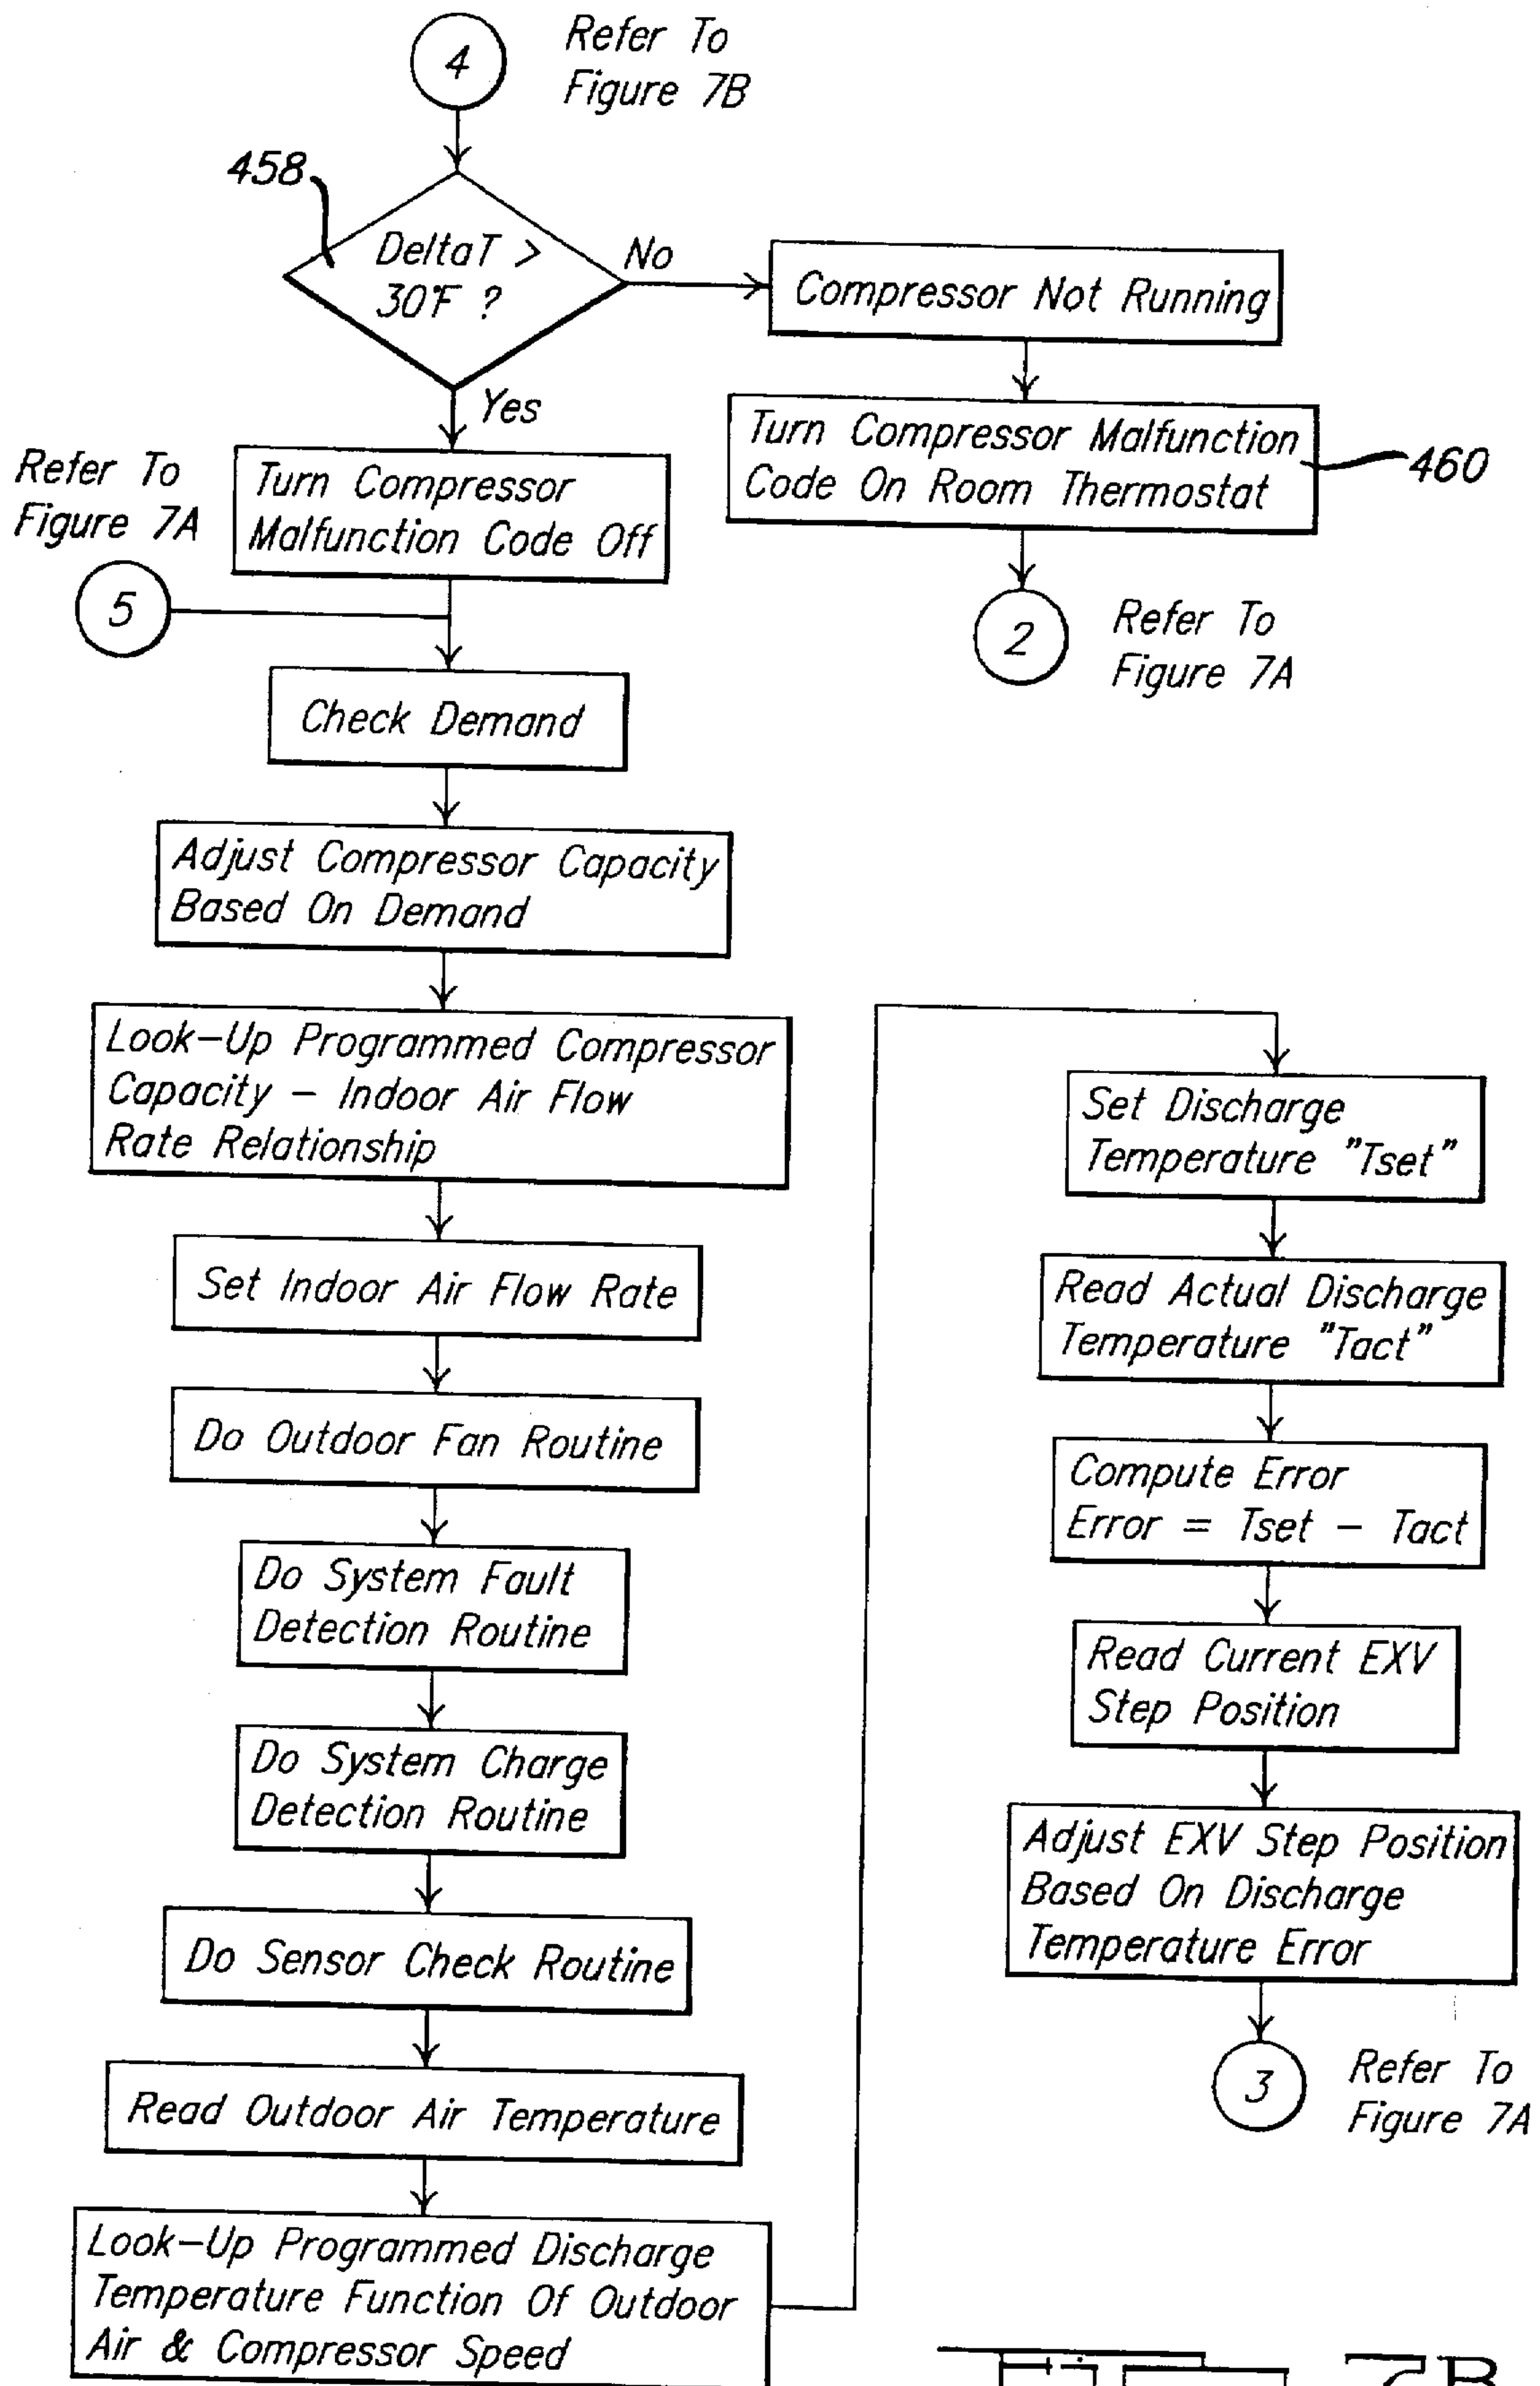 4
Refer To
Figure 7B
458
DeltaT >
30°F ?
No
Compressor Not Running
Yes
Turn Compressor Malfunction
Code On Room Thermostat
460
Refer To
Figure 7A
Turn Compressor
Malfunction Code Off
5
2
Refer To
Figure 7A
Check Demand
Adjust Compressor Capacity
Based On Demand
Look-Up Programmed Compressor
Capacity - Indoor Air Flow
Rate Relationship
Set Indoor Air Flow Rate
Do Outdoor Fan Routine
Do System Fault
Detection Routine
Do System Charge
Detection Routine
Do Sensor Check Routine
Read Outdoor Air Temperature
Look-Up Programmed Discharge
Temperature Function Of Outdoor
Air & Compressor Speed
Set Discharge
Temperature "Tset"
Read Actual Discharge
Temperature "Tact"
Compute Error
Error = Tset - Tact
Read Current EXV
Step Position
Adjust EXV Step Position
Based On Discharge
Temperature Error
3
Refer To
Figure 7A